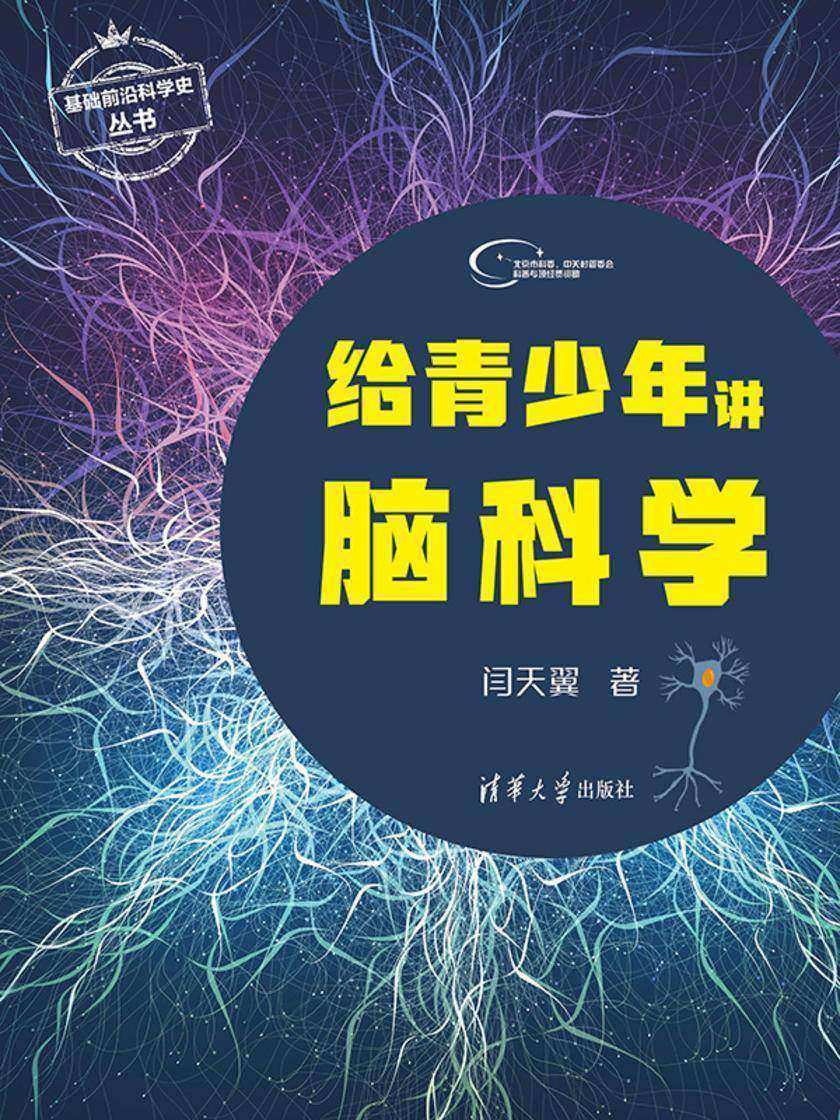 基础前沿科学史
丛书
北京市科委、中关村管委会
科普专项经费资助
给青少年讲
脑科学
闫天翼 著
清华大学出版社